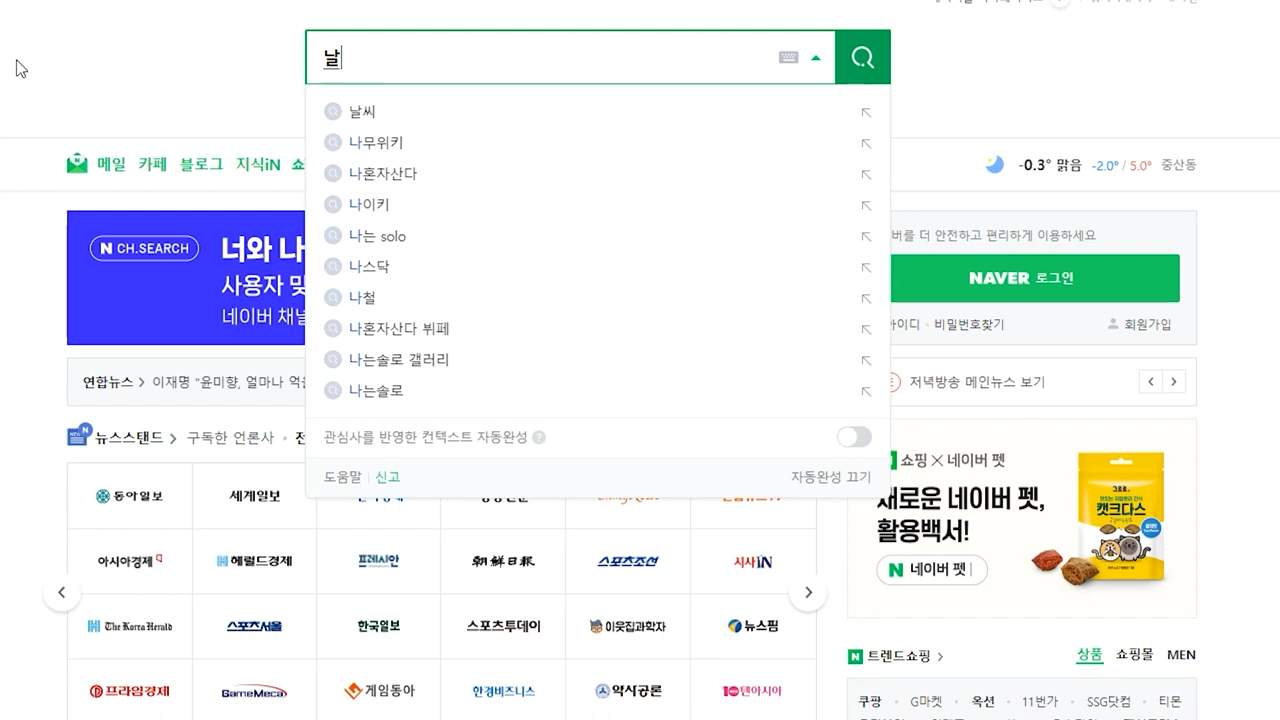 날
날씨
나무위키
나혼자산다
나이키
나는 solo
나스닥
나철
나혼자산다 뷔페
나는솔로 갤러리
나는솔로
관심사를 반영한 컨텍스트 자동완성 ?
도움말 신고 자동완성 끄기
메일 카페 블로그 지식iN 쇼
-0.3° 맑음 -2.0° / 5.0° 중산동
N CH.SEARCH
너와 나
사용자 맞
네이버 채널
버를 더 안전하고 편리하게 이용하세요
NAVER 로그인
아이디 · 비밀번호찾기 회원가입
연합뉴스 > 이재명 "윤미향, 얼마나 억울
저녁방송 메인뉴스 보기
뉴스스탠드 > 구독한 언론사 · 전
동아일보 세계일보
아시아경제 헤럴드경제 프레시안 朝鮮日報 스포츠조선 시사IN
The Korea Herald 스포츠서울 한국일보 스포츠투데이 이웃집과학자 뉴스핌
프라임경제 GameMeca 게임동아 한경비즈니스 약사공론 10텐아시아
쇼핑 X 네이버 펫
새로운 네이버 펫,
활용백서!
N 네이버 펫
캣크다스
N 트렌드쇼핑 > 상품 쇼핑몰 MEN
쿠팡 · G마켓 · 옥션 · 11번가 · SSG닷컴 · 티몬